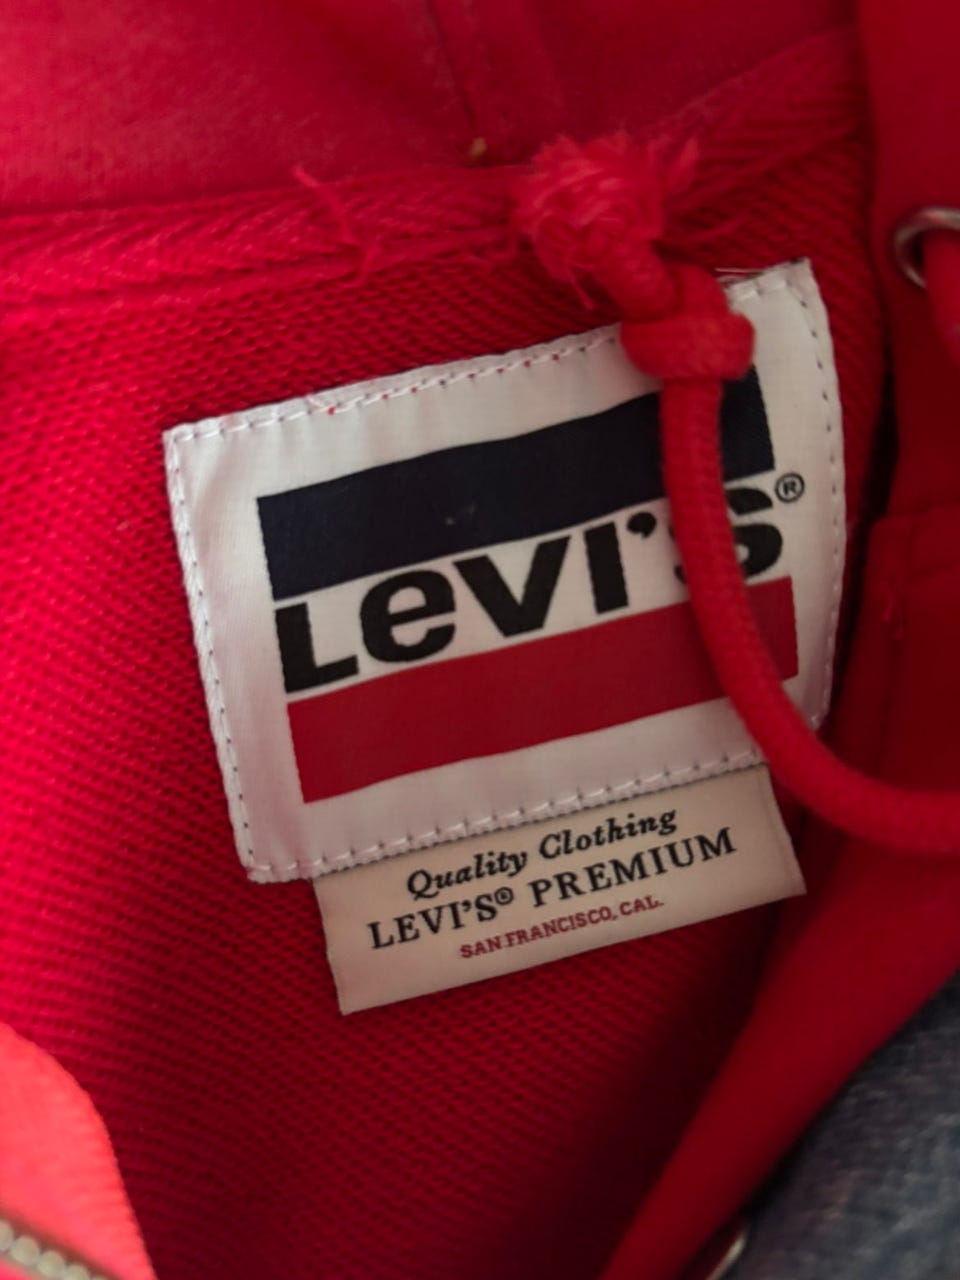 Levi's®
Quality Clothing
LEVI'S® PREMIUM
SAN FRANCISCO, CAL.